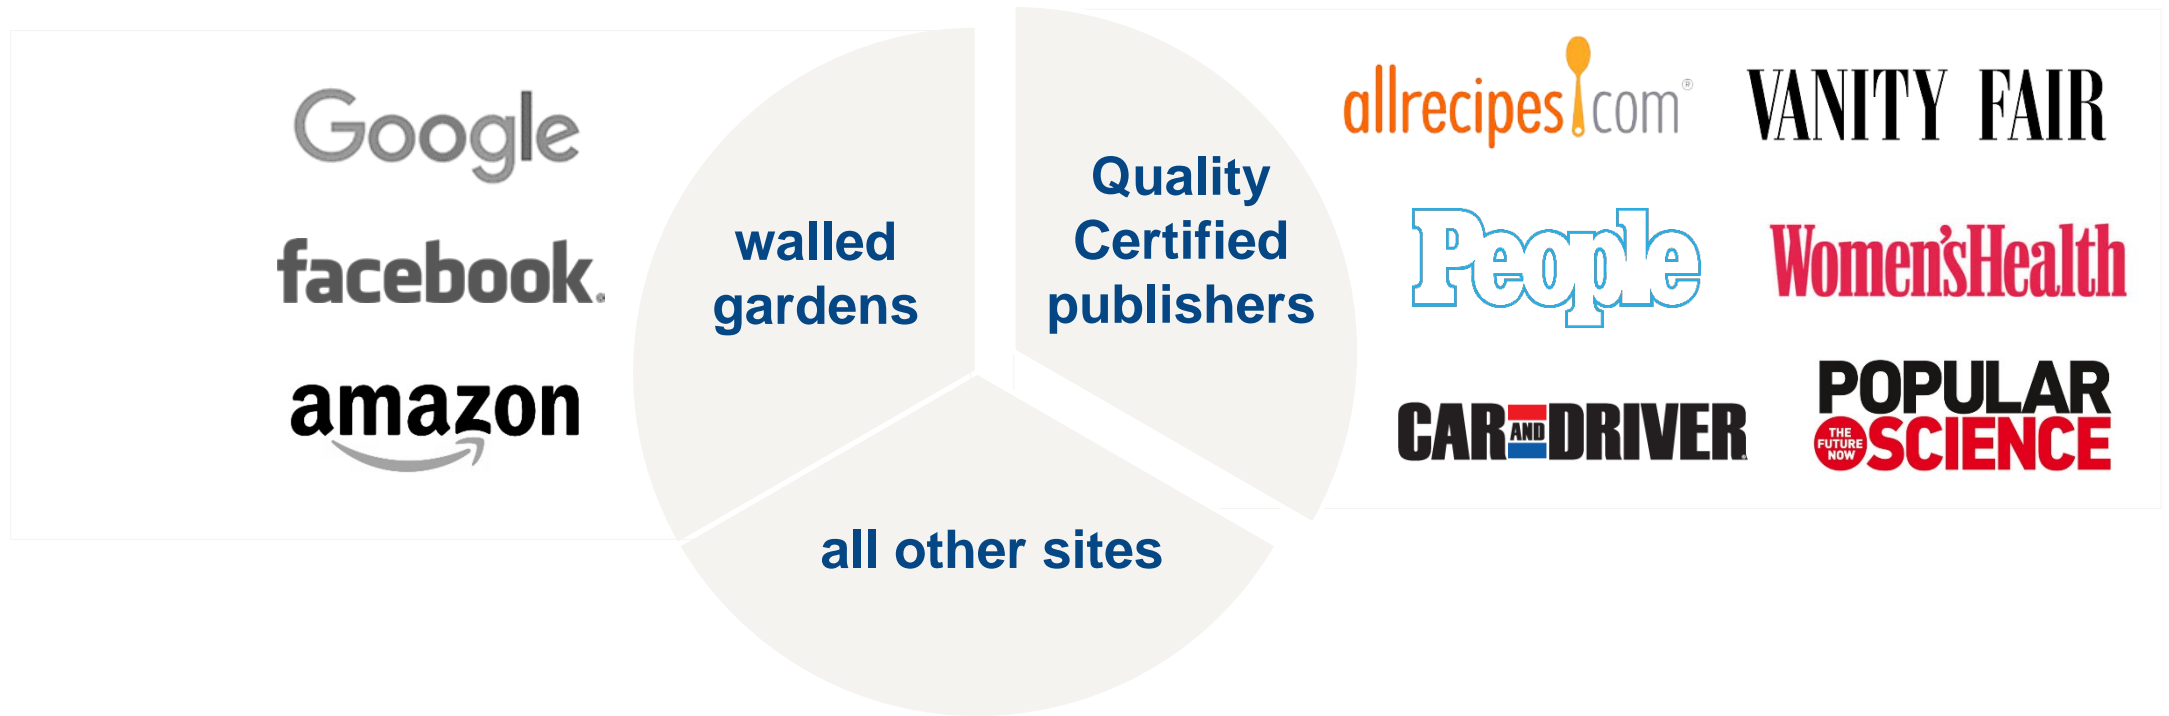 Google
facebook.
amazon
walled
gardens
Quality
Certified
publishers
all other sites
allrecipes.com®
VANITY FAIR
People
Women'sHealth
CAR AND DRIVER
POPULAR
THE
FUTURE
NOW
SCIENCE